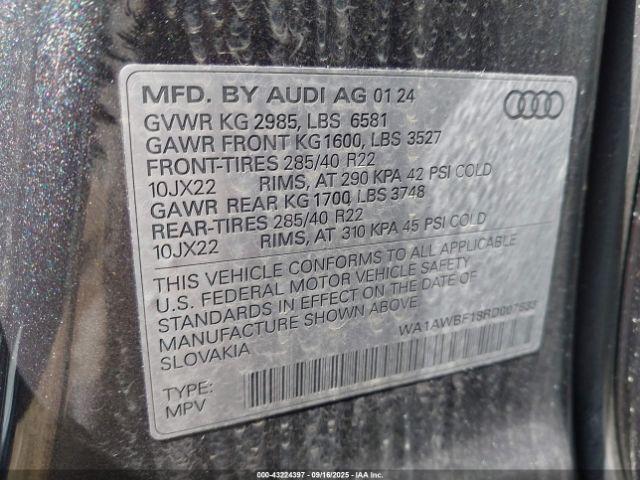 MFD. BY AUDI AG 01 24
GVWR KG 2985, LBS 6581
GAWR FRONT KG1600, LBS 3527
FRONT-TIRES 285/40 R22
10JX22 RIMS, AT 290 KPA 42 PSI COLD
GAWR REAR KG 1700, LBS 3748
REAR-TIRES 285/40 R22
10JX22 RIMS, AT 310 KPA 45 PSI COLD
THIS VEHICLE CONFORMS TO ALL APPLICABLE
U.S. FEDERAL MOTOR VEHICLE SAFETY
STANDARDS IN EFFECT ON THE DATE OF
MANUFACTURE SHOWN ABOVE.
SLOVAKIA
TYPE:
MPV
© 43224397 - 09/16/2025 - IAAI.COM